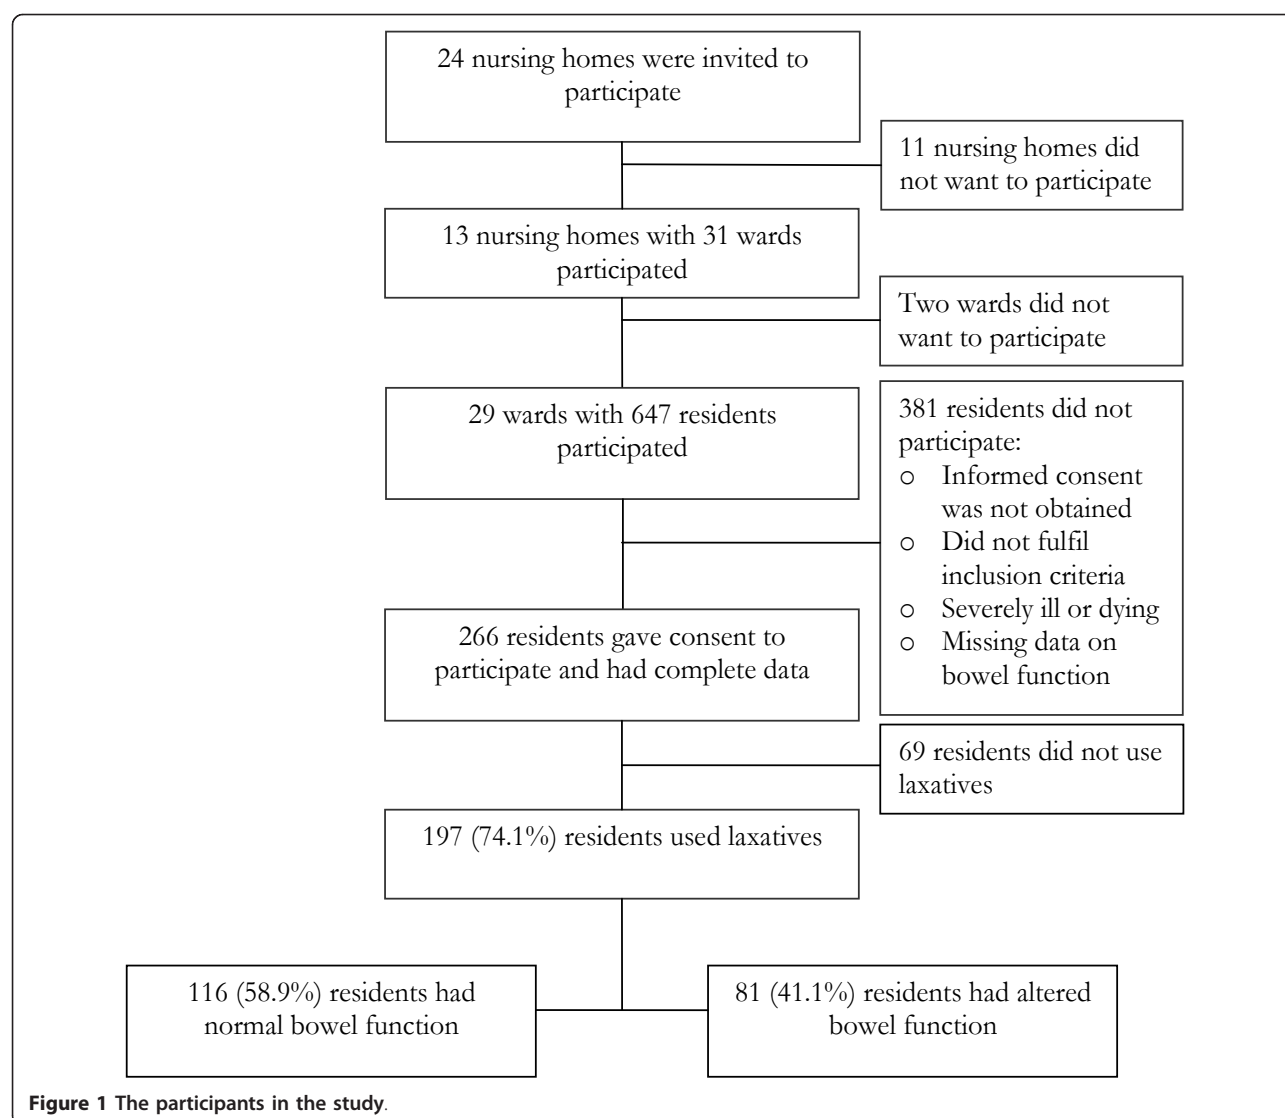 24 nursing homes were invited to
participate
11 nursing homes did
not want to participate
13 nursing homes with 31 wards
participated
Two wards did not
want to participate
29 wards with 647 residents
participated
381 residents did not
participate:
o Informed consent
was not obtained
o Did not fulfil
inclusion criteria
o Severely ill or dying
o Missing data on
bowel function
266 residents gave consent to
participate and had complete data
69 residents did not use
laxatives
197 (74.1%) residents used laxatives
116 (58.9%) residents had
normal bowel function
81 (41.1%) residents had altered
bowel function
Figure 1 The participants in the study.